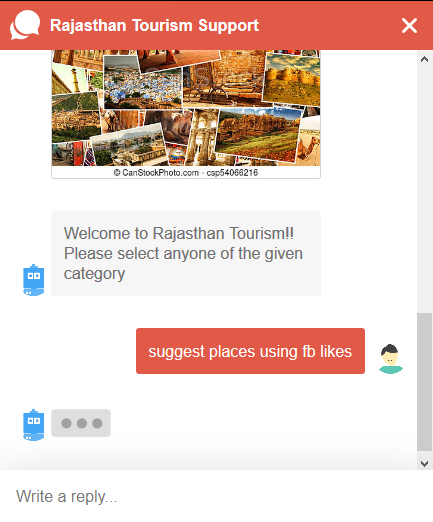 Rajasthan Tourism Support
© CanStockPhoto.com - csp54066216
Welcome to Rajasthan Tourism!!
Please select anyone of the given
category
suggest places using fb likes
Write a reply...